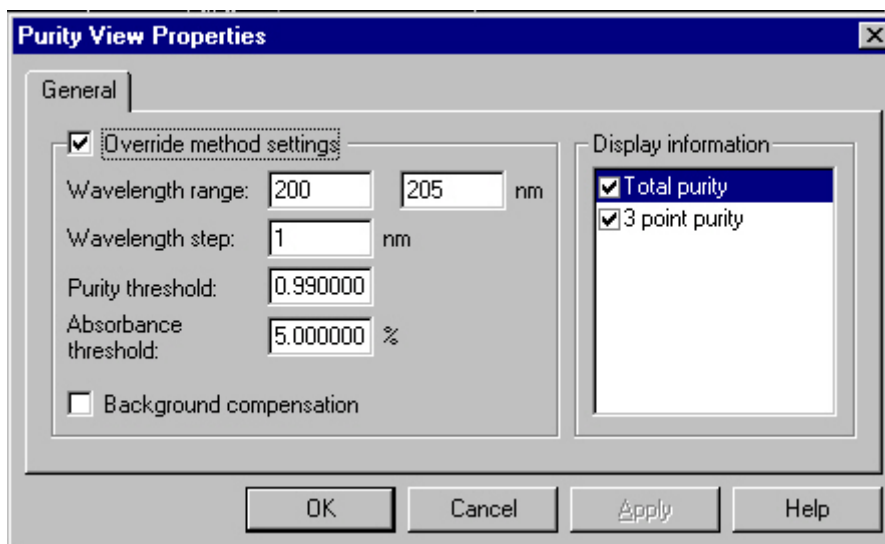 Purity View Properties
General
Override method settings
Wavelength range: 200 205 nm
Wavelength step: 1 nm
Purity threshold: 0.990000
Absorbance
threshold: 5.000000 %
Background compensation
Display information
Total purity
3 point purity
OK Cancel Apply Help